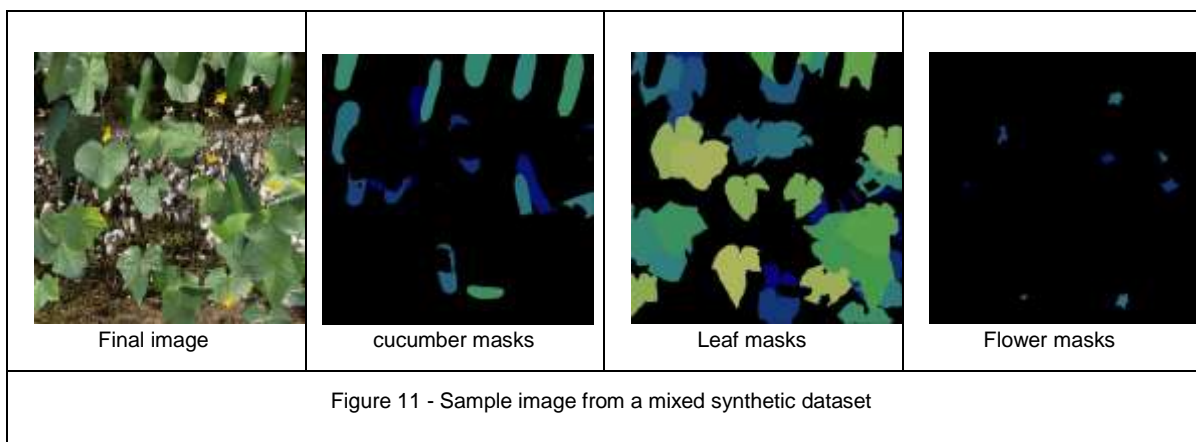 Final image
cucumber masks
Leaf masks
Flower masks
Figure 11 - Sample image from a mixed synthetic dataset